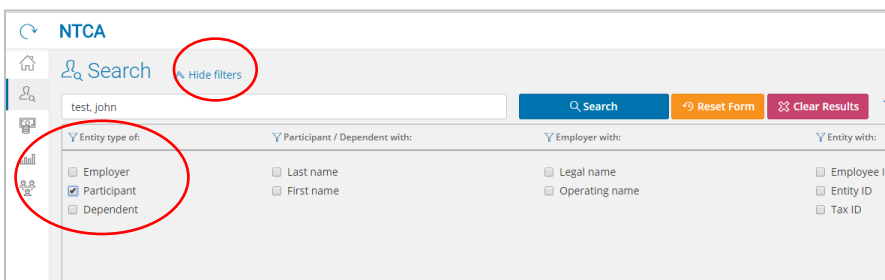 NTCA
Search Hide filters
test, john Search Reset Form Clear Results
Entity type of: Participant / Dependent with: Employer with: Entity with:
Employer Last name Legal name Employee
Participant First name Operating name Entity ID
Dependent Tax ID